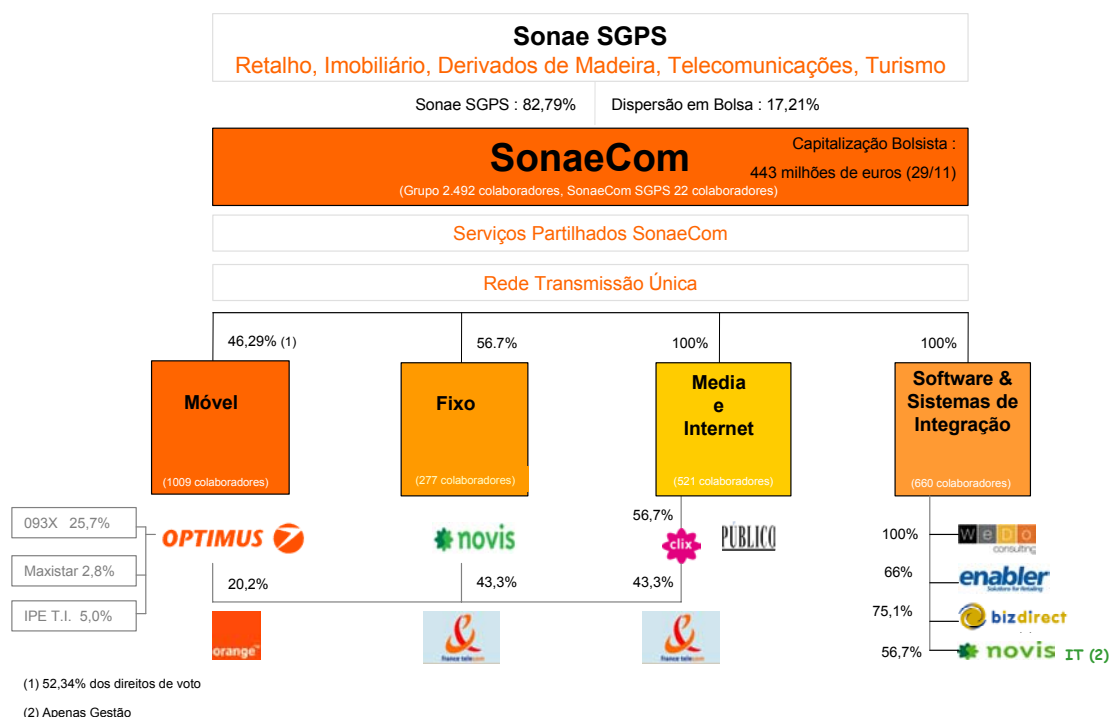 Sonae SGPS
Retalho, Imobiliário, Derivados de Madeira, Telecomunicações, Turismo
Sonae SGPS : 82,79%
Dispersão em Bolsa : 17,21%
SonaeCom
Capitalização Bolsista :
443 milhões de euros (29/11)
(Grupo 2.492 colaboradores, SonaeCom SGPS 22 colaboradores)
Serviços Partilhados SonaeCom
Rede Transmissão Única
46,29% (1)
56.7%
100%
100%
Móvel
(1009 colaboradores)
Fixo
(277 colaboradores)
Media
e
Internet
(521 colaboradores)
Software &
Sistemas de
Integração
(660 colaboradores)
093X 25,7%
Maxistar 2,8%
IPE T.I. 5,0%
OPTIMUS
novis
56,7%
clix
PÚBLICO
20,2%
43,3%
43,3%
orange™
france telecom
france telecom
100%
WeDo
consulting
66%
enabler
Solutions for Retailing
75,1%
bizdirect
56,7%
novis IT (2)
(1) 52,34% dos direitos de voto
(2) Apenas Gestão